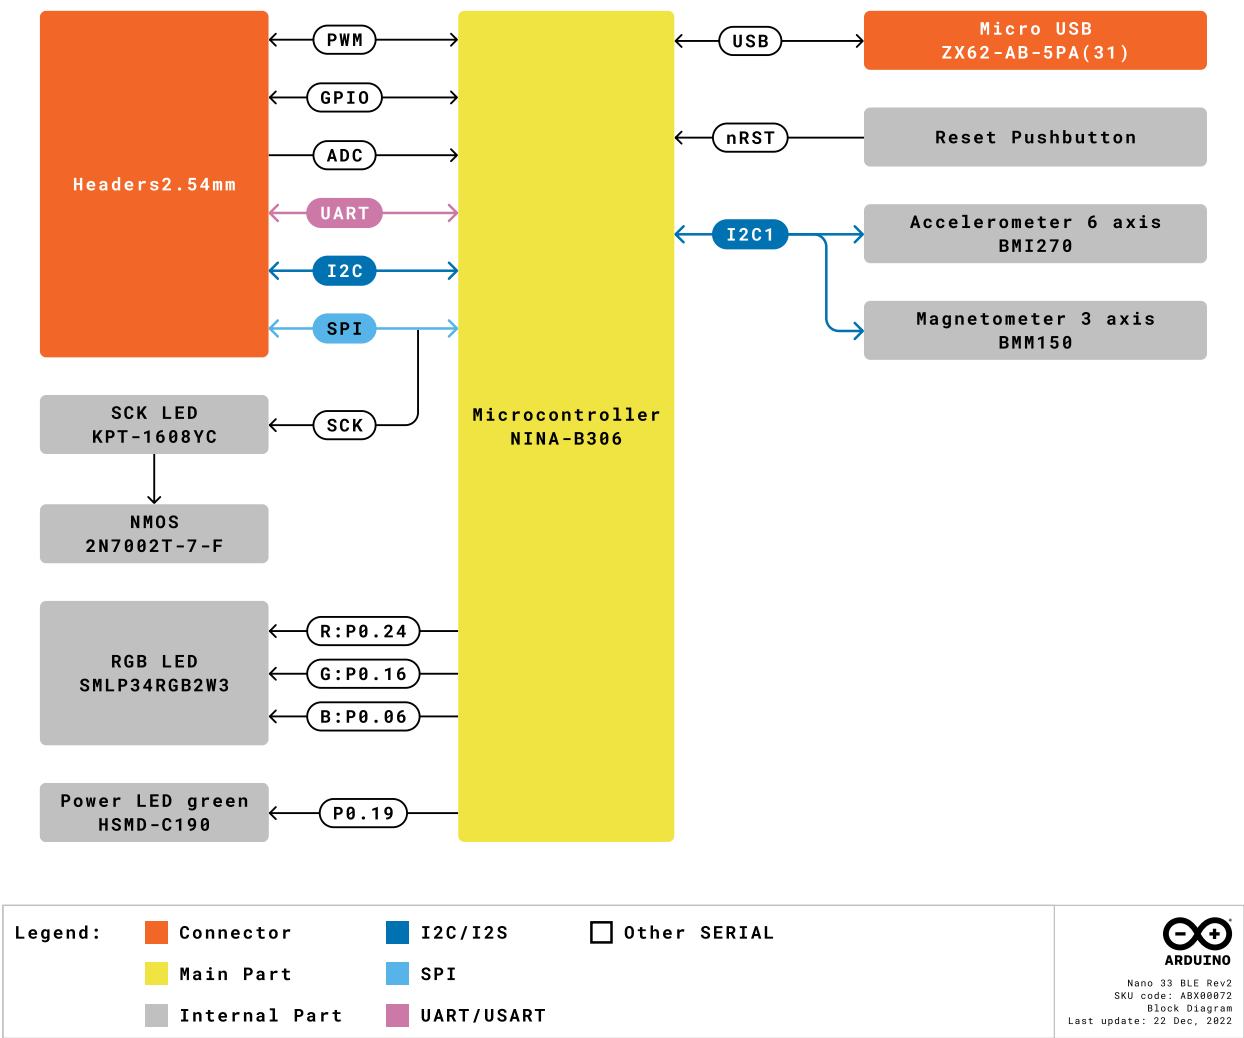 Headers2.54mm
PWM
GPIO
ADC
UART
I2C
SPI
SCK
SCK LED
KPT-1608YC
NMOS
2N7002T-7-F
RGB LED
SMLP34RGB2W3
R:P0.24
G:P0.16
B:P0.06
Power LED green
HSMD-C190
P0.19
Microcontroller
NINA-B306
USB
Micro USB
ZX62-AB-5PA(31)
nRST
Reset Pushbutton
I2C1
Accelerometer 6 axis
BMI270
Magnetometer 3 axis
BMM150
Legend:
Connector
Main Part
Internal Part
I2C/I2S
SPI
UART/USART
Other SERIAL
ARDUINO
Nano 33 BLE Rev2
SKU code: ABX00072
Block Diagram
Last update: 22 Dec, 2022